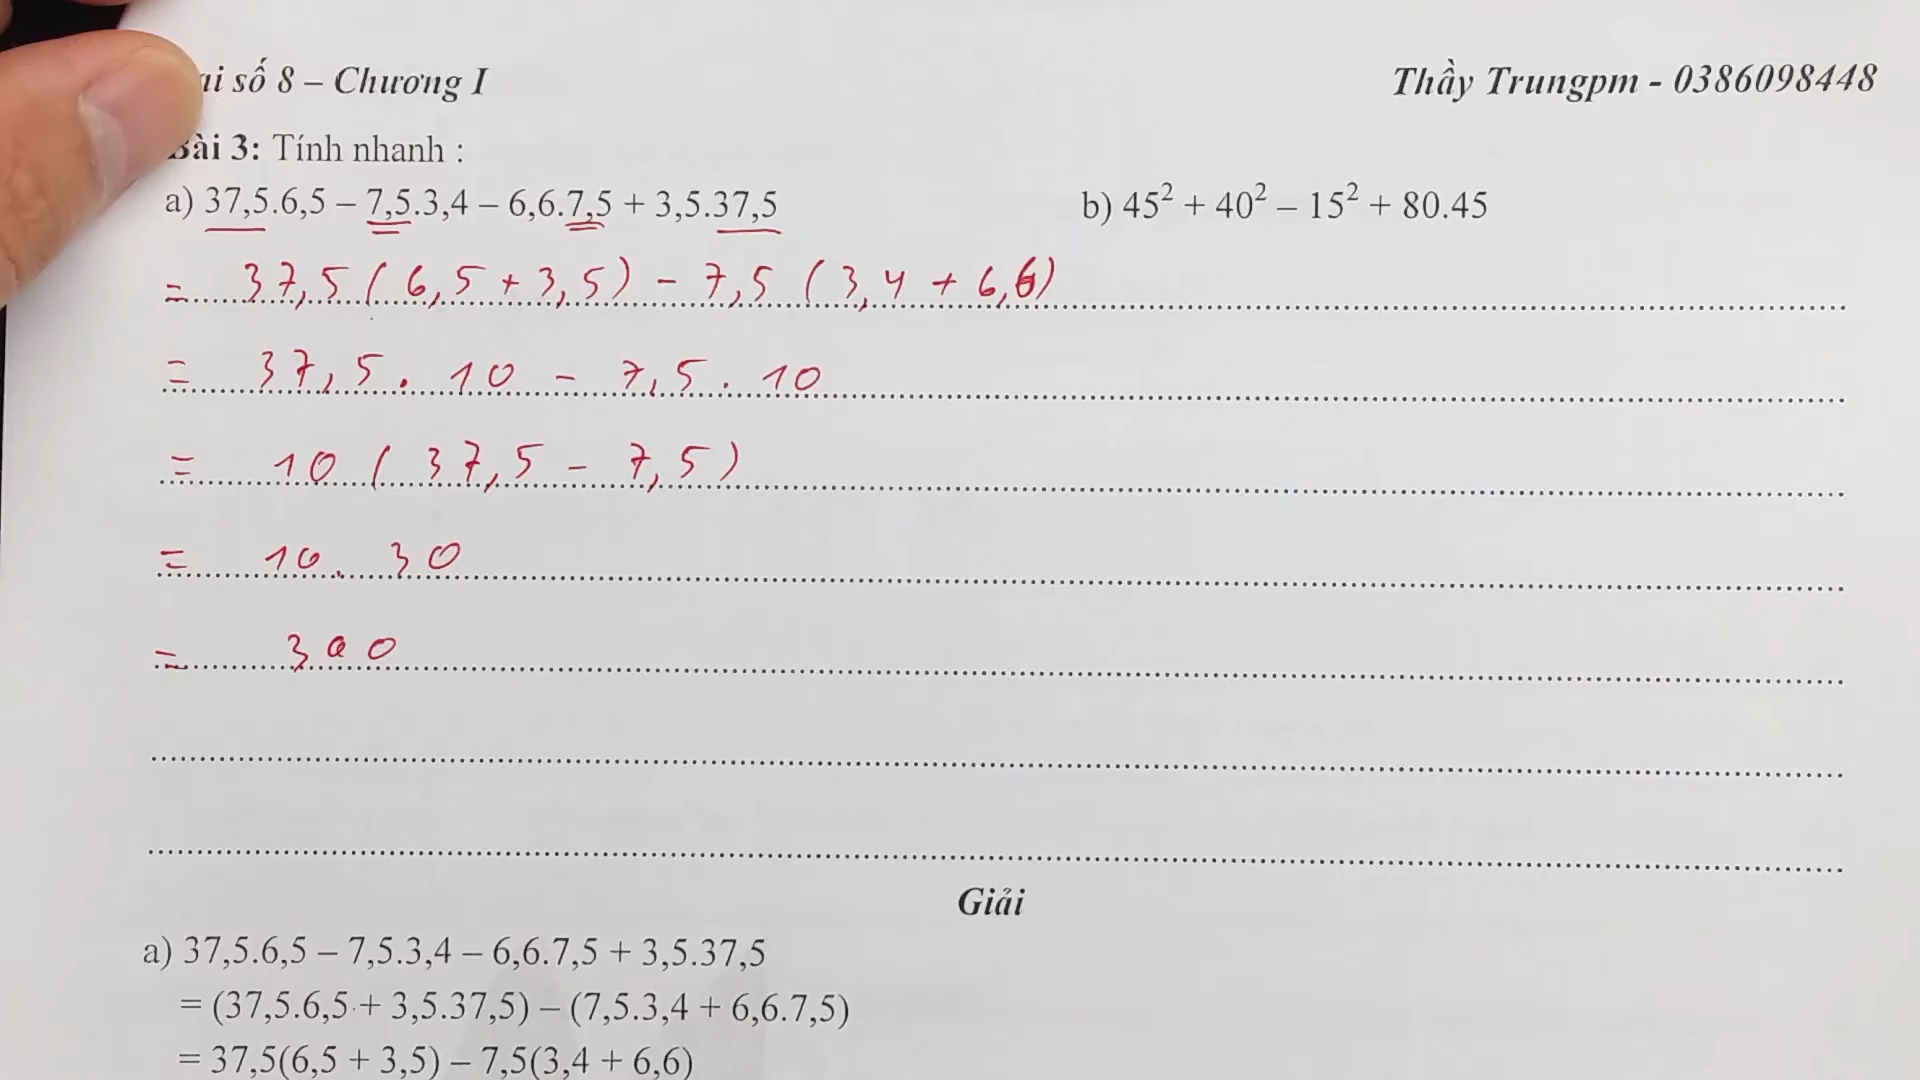 số 8 – Chương I
Thầy Trungpm - 0386098448
Bài 3: Tính nhanh :
a) 37,5.6,5 – 7,5.3,4 – 6,6.7,5 + 3,5.37,5
b) 45² + 40² – 15² + 80.45
= 37,5 ( 6,5 + 3,5 ) - 7,5 ( 3,4 + 6,6 )
= 37,5 . 10 - 7,5 . 10
= 10 ( 37,5 - 7,5 )
= 10 . 30
= 300
Giải
a) 37,5.6,5 – 7,5.3,4 – 6,6.7,5 + 3,5.37,5
= (37,5.6,5 + 3,5.37,5) – (7,5.3,4 + 6,6.7,5)
= 37,5(6,5 + 3,5) – 7,5(3,4 + 6,6)